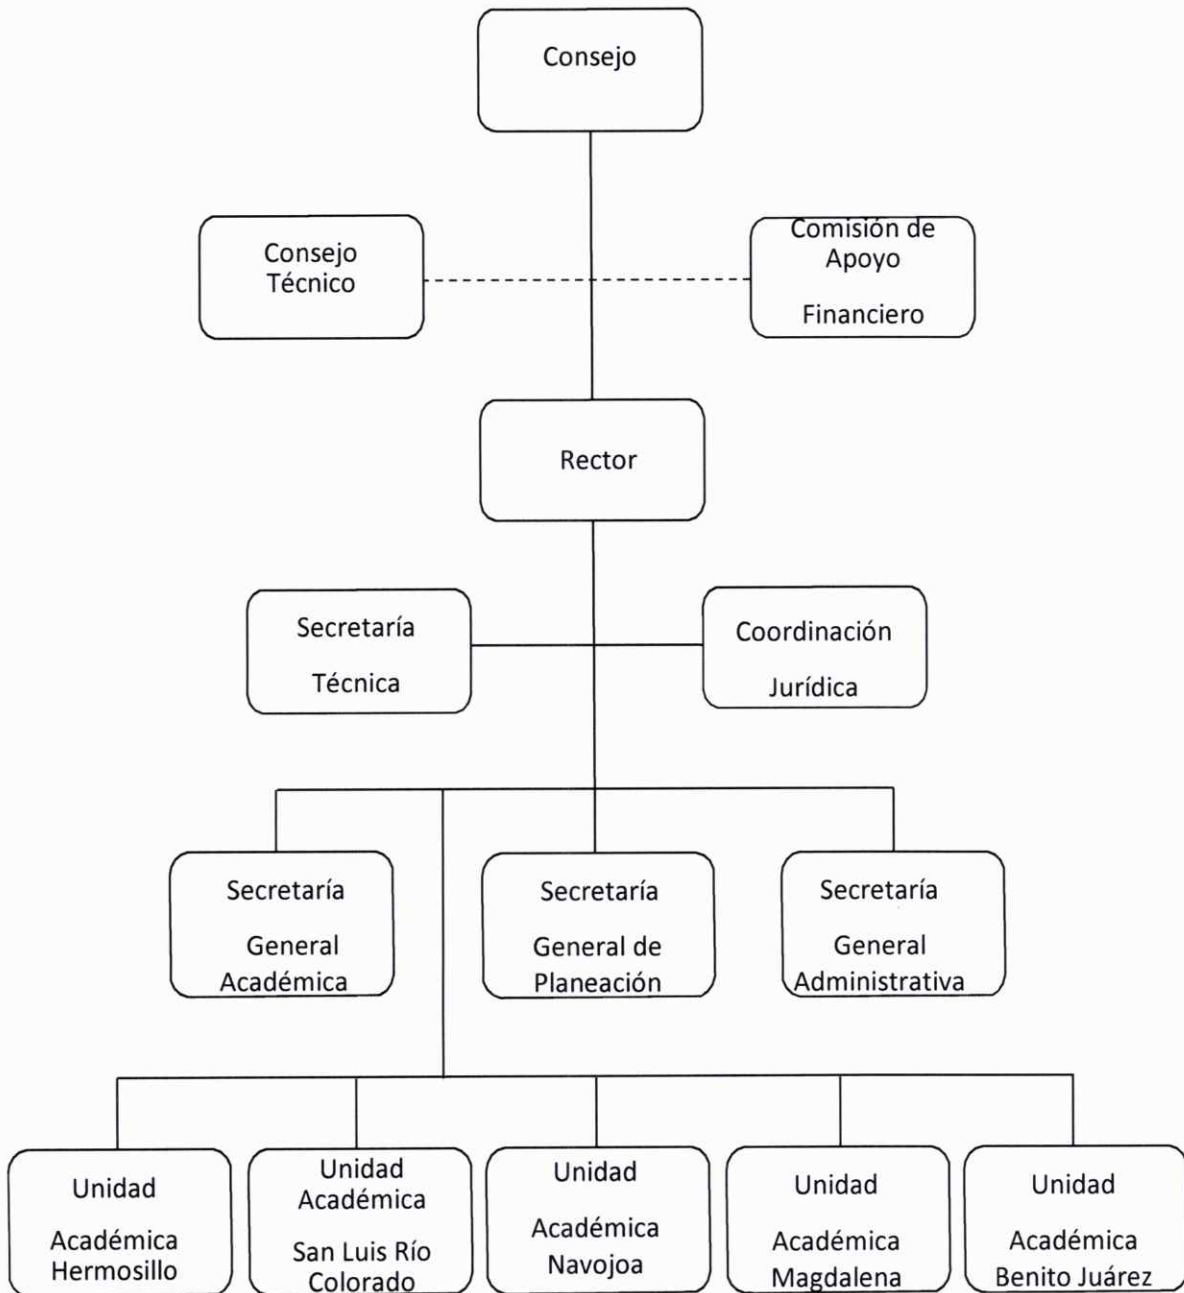 Consejo
Consejo
Técnico
Comisión de
Apoyo
Financiero
Rector
Secretaría
Técnica
Coordinación
Jurídica
Secretaría
General
Académica
Secretaría
General de
Planeación
Secretaría
General
Administrativa
Unidad
Académica
Hermosillo
Unidad
Académica
San Luis Río
Colorado
Unidad
Académica
Navojoa
Unidad
Académica
Magdalena
Unidad
Académica
Benito Juárez